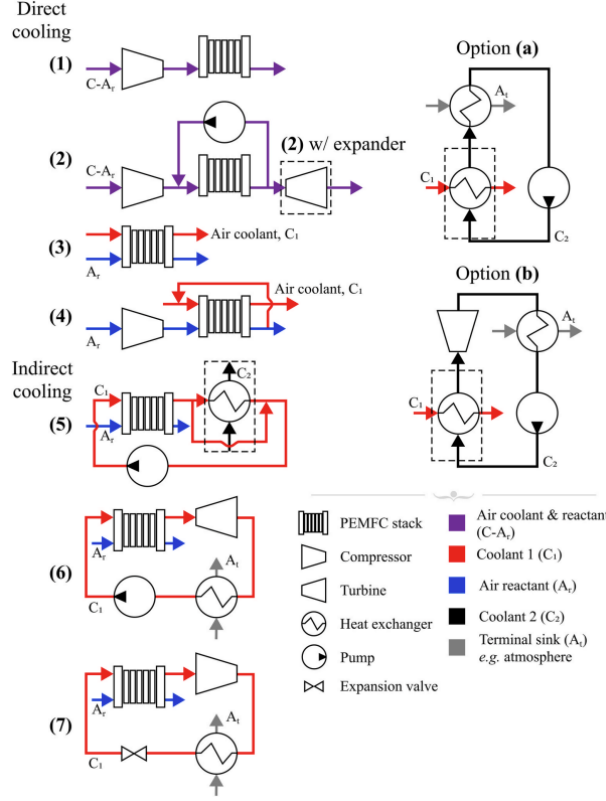 Direct
cooling
(1)
C-Aᵣ
(2)
C-Aᵣ
(2) w/ expander
(3)
Air coolant, C₁
Aᵣ
(4)
Air coolant, C₁
Aᵣ
Indirect
cooling
(5)
C₁
C₂
Aᵣ
(6)
Aᵣ
Aₜ
C₁
(7)
Aᵣ
Aₜ
C₁
Option (a)
Aₜ
C₁
C₂
Option (b)
Aₜ
C₁
C₂
PEMFC stack
Compressor
Turbine
Heat exchanger
Pump
Expansion valve
Air coolant & reactant
(C-Aᵣ)
Coolant 1 (C₁)
Air reactant (Aᵣ)
Coolant 2 (C₂)
Terminal sink (Aₜ)
e.g. atmosphere